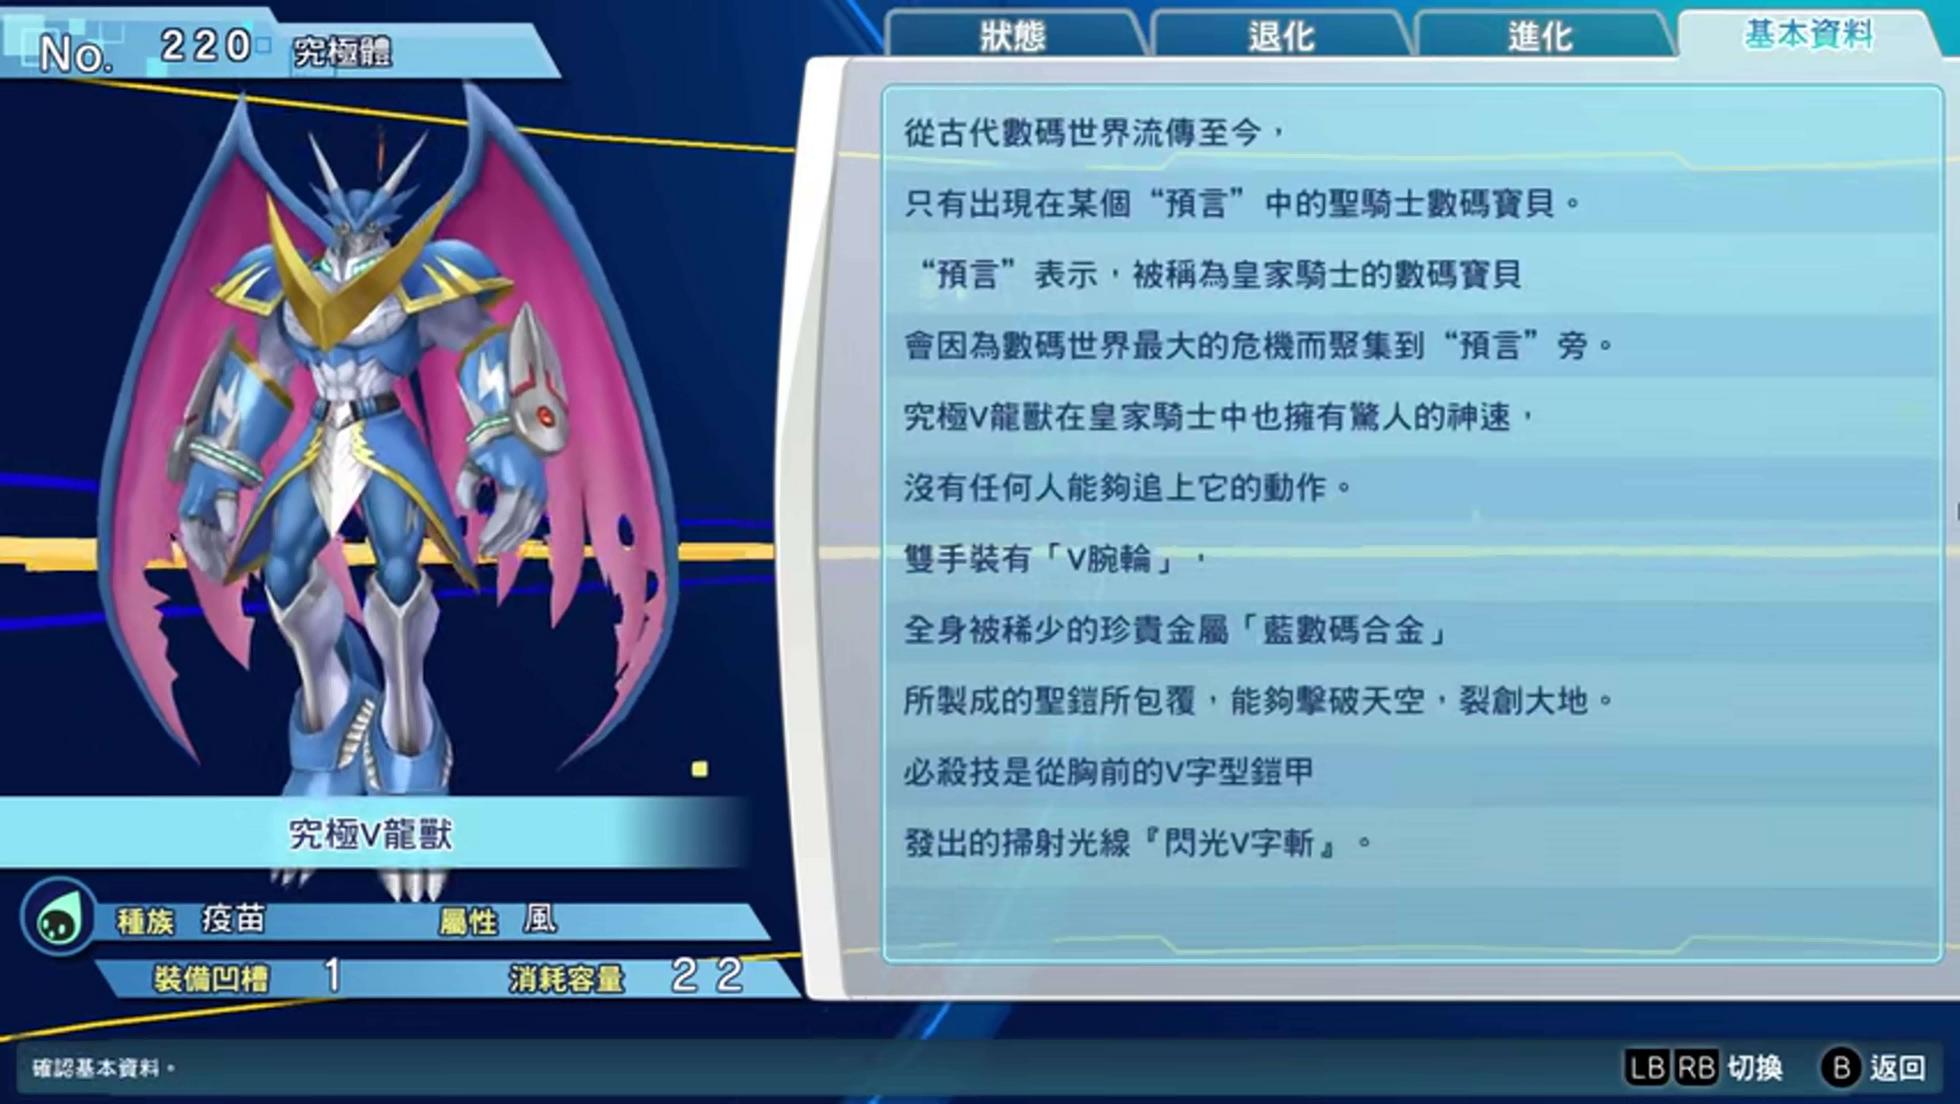 No. 220 究極體
狀態 退化 進化 基本資料
從古代數碼世界流傳至今，
只有出現在某個“預言”中的聖騎士數碼寶貝。
“預言”表示，被稱為皇家騎士的數碼寶貝
會因為數碼世界最大的危機而聚集到“預言”旁。
究極V龍獸在皇家騎士中也擁有驚人的神速，
沒有任何人能夠追上它的動作。
雙手裝有「V腕輪」，
全身被稀少的珍貴金屬「藍數碼合金」
所製成的聖鎧所包覆，能夠擊破天空，裂創大地。
必殺技是從胸前的V字型鎧甲
發出的掃射光線『閃光V字斬』。
究極V龍獸
種族 疫苗 屬性 風
裝備凹槽 1 消耗容量 22
確認基本資料。
LB RB 切換 B 返回